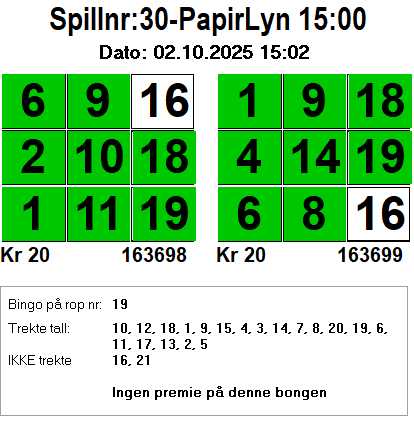 Spillnr:30-PapirLyn 15:00
Dato: 02.10.2025 15:02
6 9 16 1 9 18
2 10 18 4 14 19
1 11 19 6 8 16
Kr 20 163698 Kr 20 163699
Bingo på rop nr: 19
Trekte tall: 10, 12, 18, 1, 9, 15, 4, 3, 14, 7, 8, 20, 19, 6,
11, 17, 13, 2, 5
IKKE trekte 16, 21
Ingen premie på denne bongen